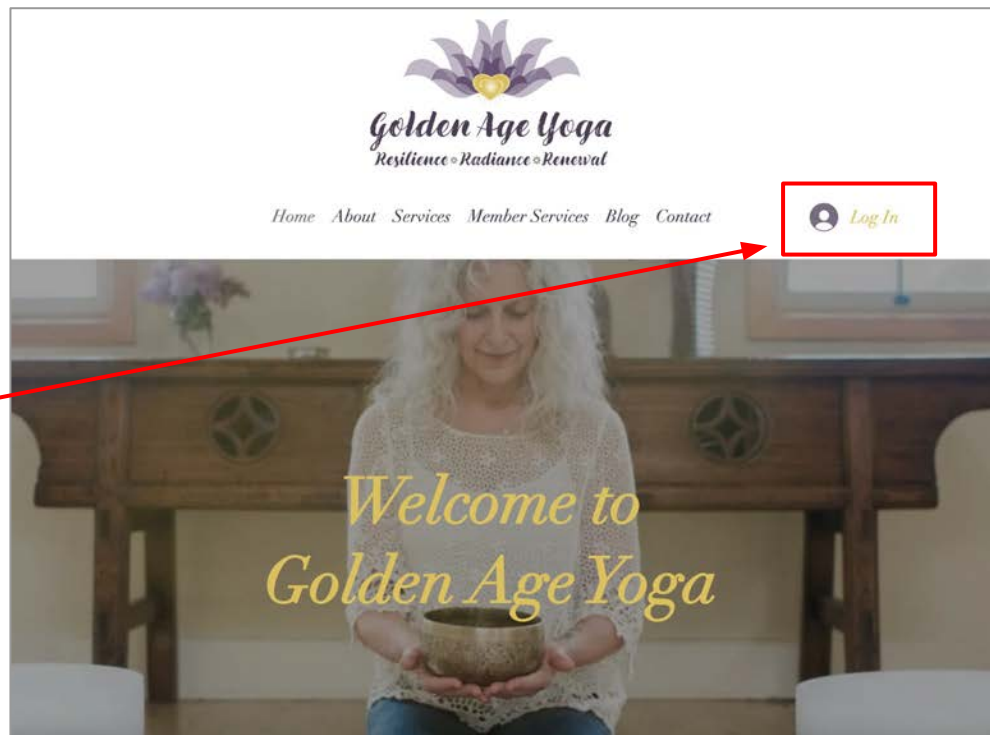 Golden Age Yoga
Resilience Radiance Renewal
Home About Services Member Services Blog Contact
Log In
Welcome to
Golden Age Yoga